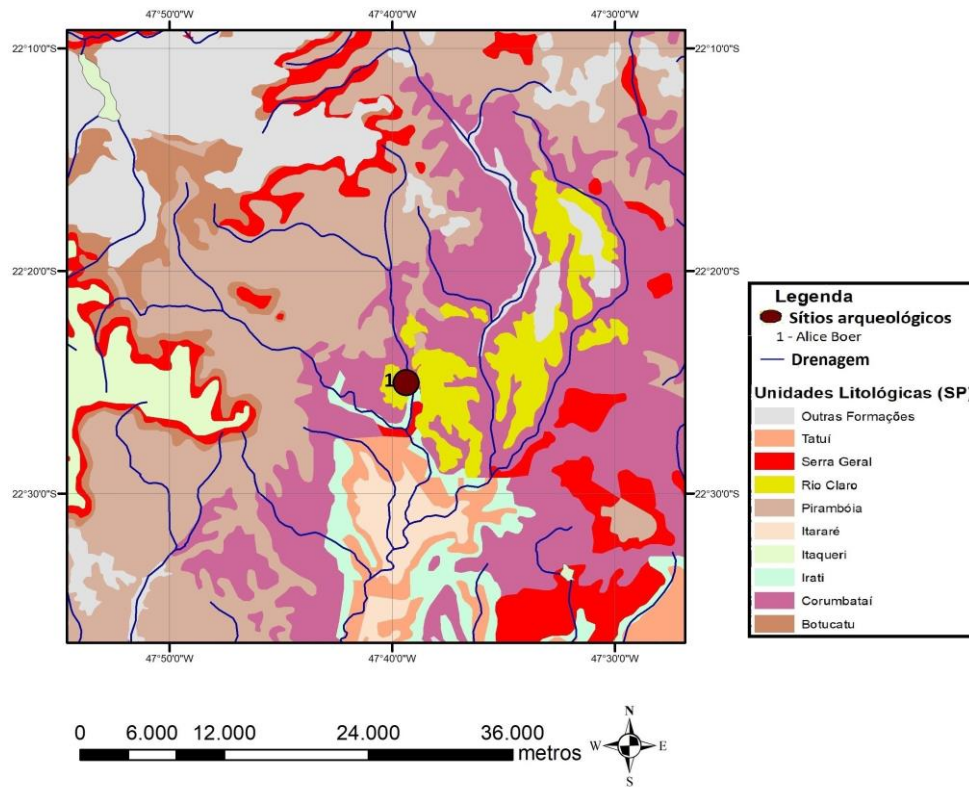 47°50'0"W 47°40'0"W 47°30'0"W
22°10'0"S 22°10'0"S
22°20'0"S 22°20'0"S
1
22°30'0"S 22°30'0"S
47°50'0"W 47°40'0"W 47°30'0"W
Legenda
Sítios arqueológicos
1 - Alice Boer
Drenagem
Unidades Litológicas (SP)
Outras Formações
Tatuí
Serra Geral
Rio Claro
Pirambóia
Itararé
Itaqueri
Irati
Corumbataí
Botucatu
0 6.000 12.000 24.000 36.000
metros
N
W E
S